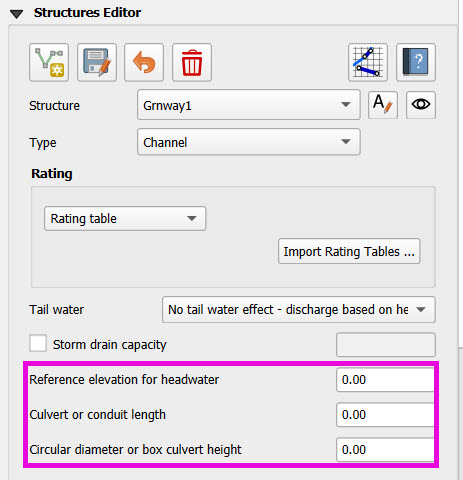 Structures Editor
Structure Grnway1 A
Type Channel
Rating
Rating table
Import Rating Tables ...
Tail water No tail water effect - discharge based on he
Storm drain capacity
Reference elevation for headwater 0.00
Culvert or conduit length 0.00
Circular diameter or box culvert height 0.00